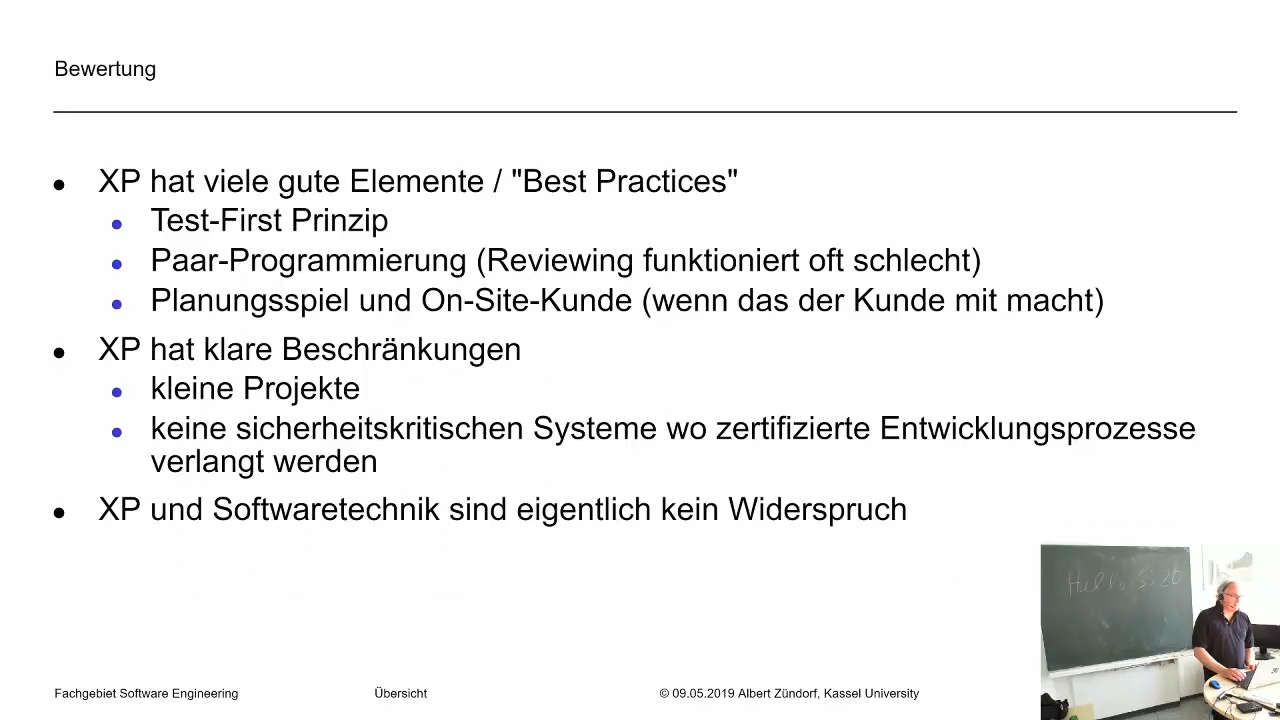 Bewertung
XP hat viele gute Elemente / "Best Practices"
Test-First Prinzip
Paar-Programmierung (Reviewing funktioniert oft schlecht)
Planungsspiel und On-Site-Kunde (wenn das der Kunde mit macht)
XP hat klare Beschränkungen
kleine Projekte
keine sicherheitskritischen Systeme wo zertifizierte Entwicklungsprozesse
verlangt werden
XP und Softwaretechnik sind eigentlich kein Widerspruch
Fachgebiet Software Engineering Übersicht © 09.05.2019 Albert Zündorf, Kassel University